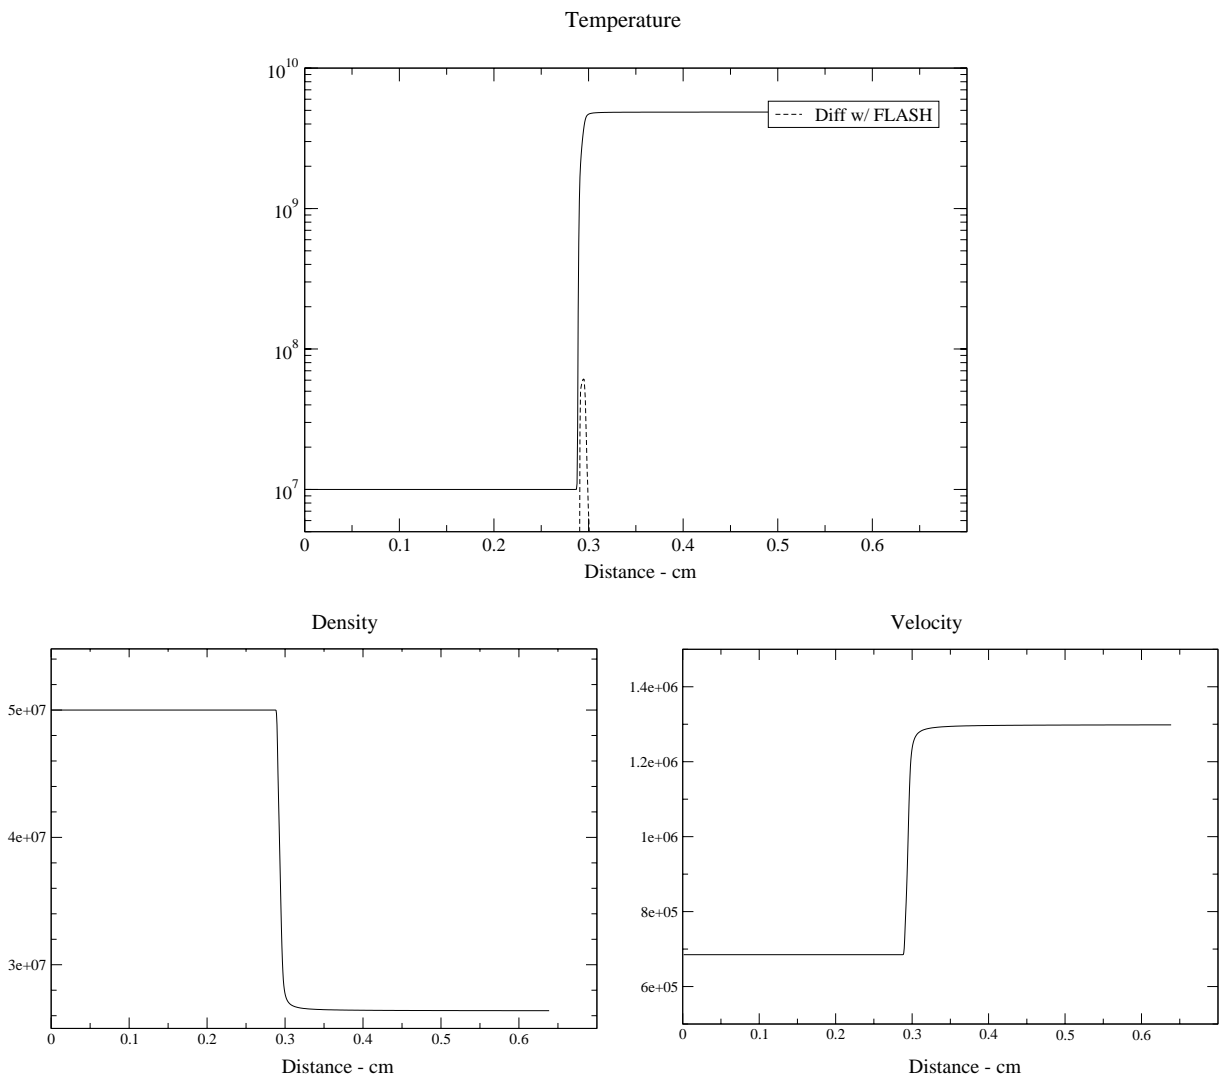 Temperature
10^10
Diff w/ FLASH
10^9
10^8
10^7
0 0.1 0.2 0.3 0.4 0.5 0.6
Distance - cm
Density
5e+07
4e+07
3e+07
0 0.1 0.2 0.3 0.4 0.5 0.6
Distance - cm
Velocity
1.4e+06
1.2e+06
1e+06
8e+05
6e+05
0 0.1 0.2 0.3 0.4 0.5 0.6
Distance - cm